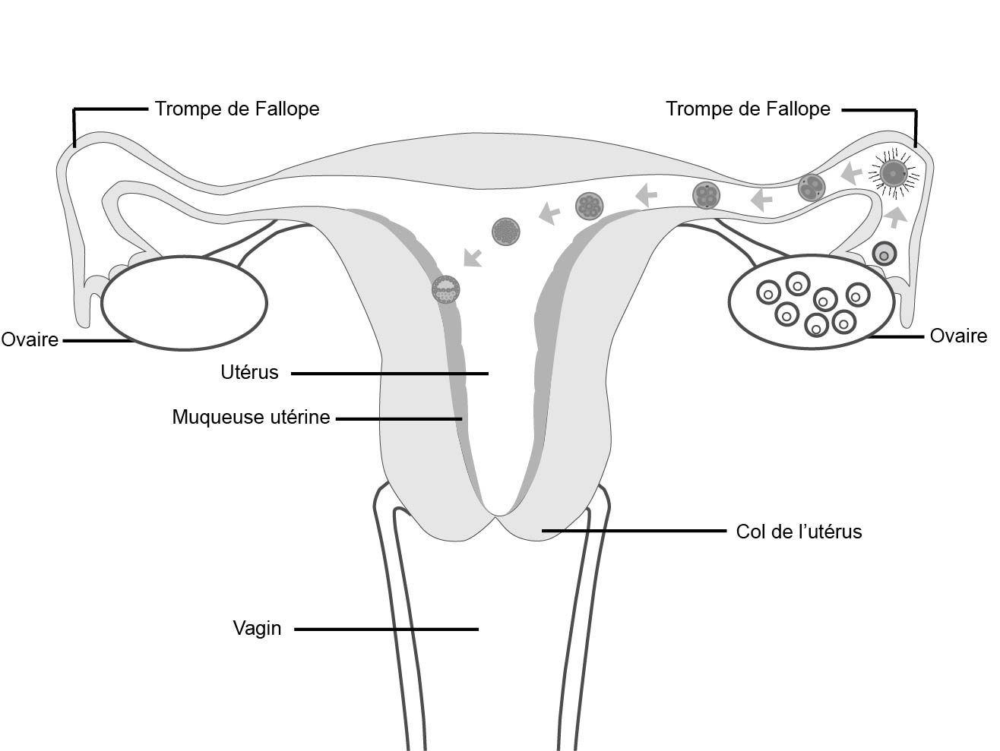 Trompe de Fallope
Trompe de Fallope
Ovaire
Ovaire
Utérus
Muqueuse utérine
Col de l’utérus
Vagin